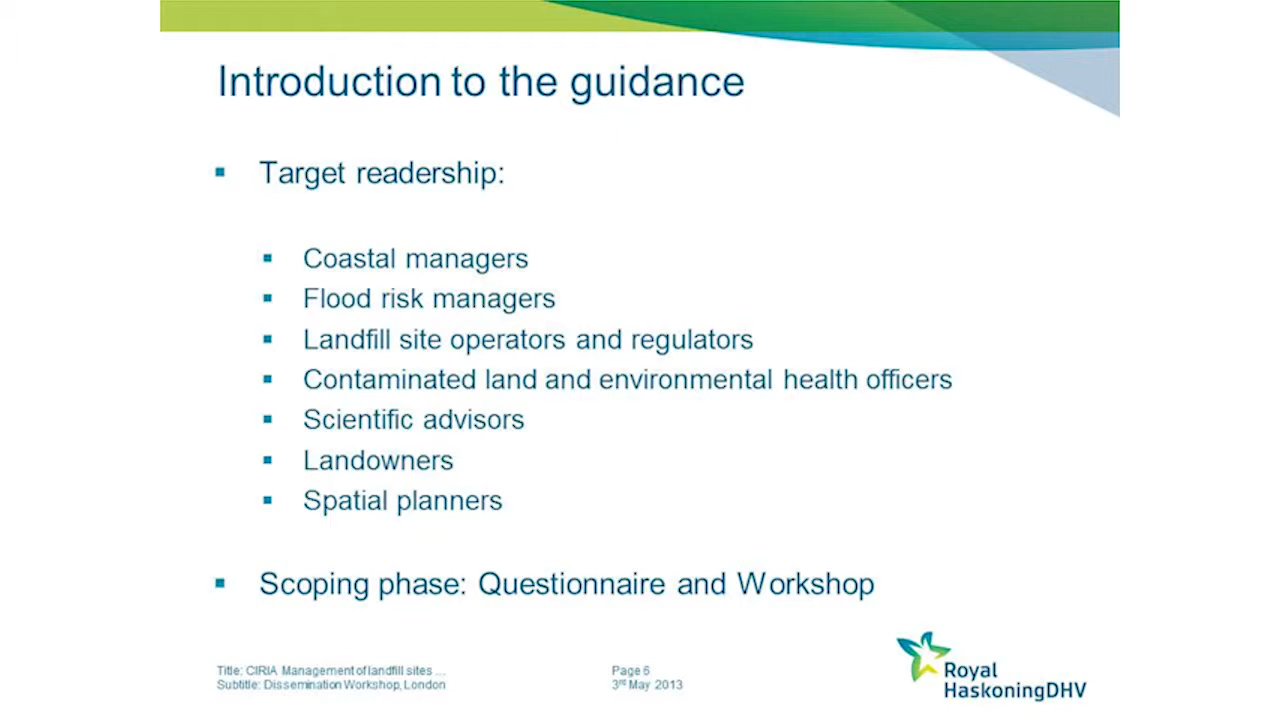 Introduction to the guidance
▪ Target readership:
▪ Coastal managers
▪ Flood risk managers
▪ Landfill site operators and regulators
▪ Contaminated land and environmental health officers
▪ Scientific advisors
▪ Landowners
▪ Spatial planners
▪ Scoping phase: Questionnaire and Workshop
Title: CIRIA Management of landfill sites ...
Subtitle: Dissemination Workshop, London
Page 6
3rd May 2013
Royal
HaskoningDHV